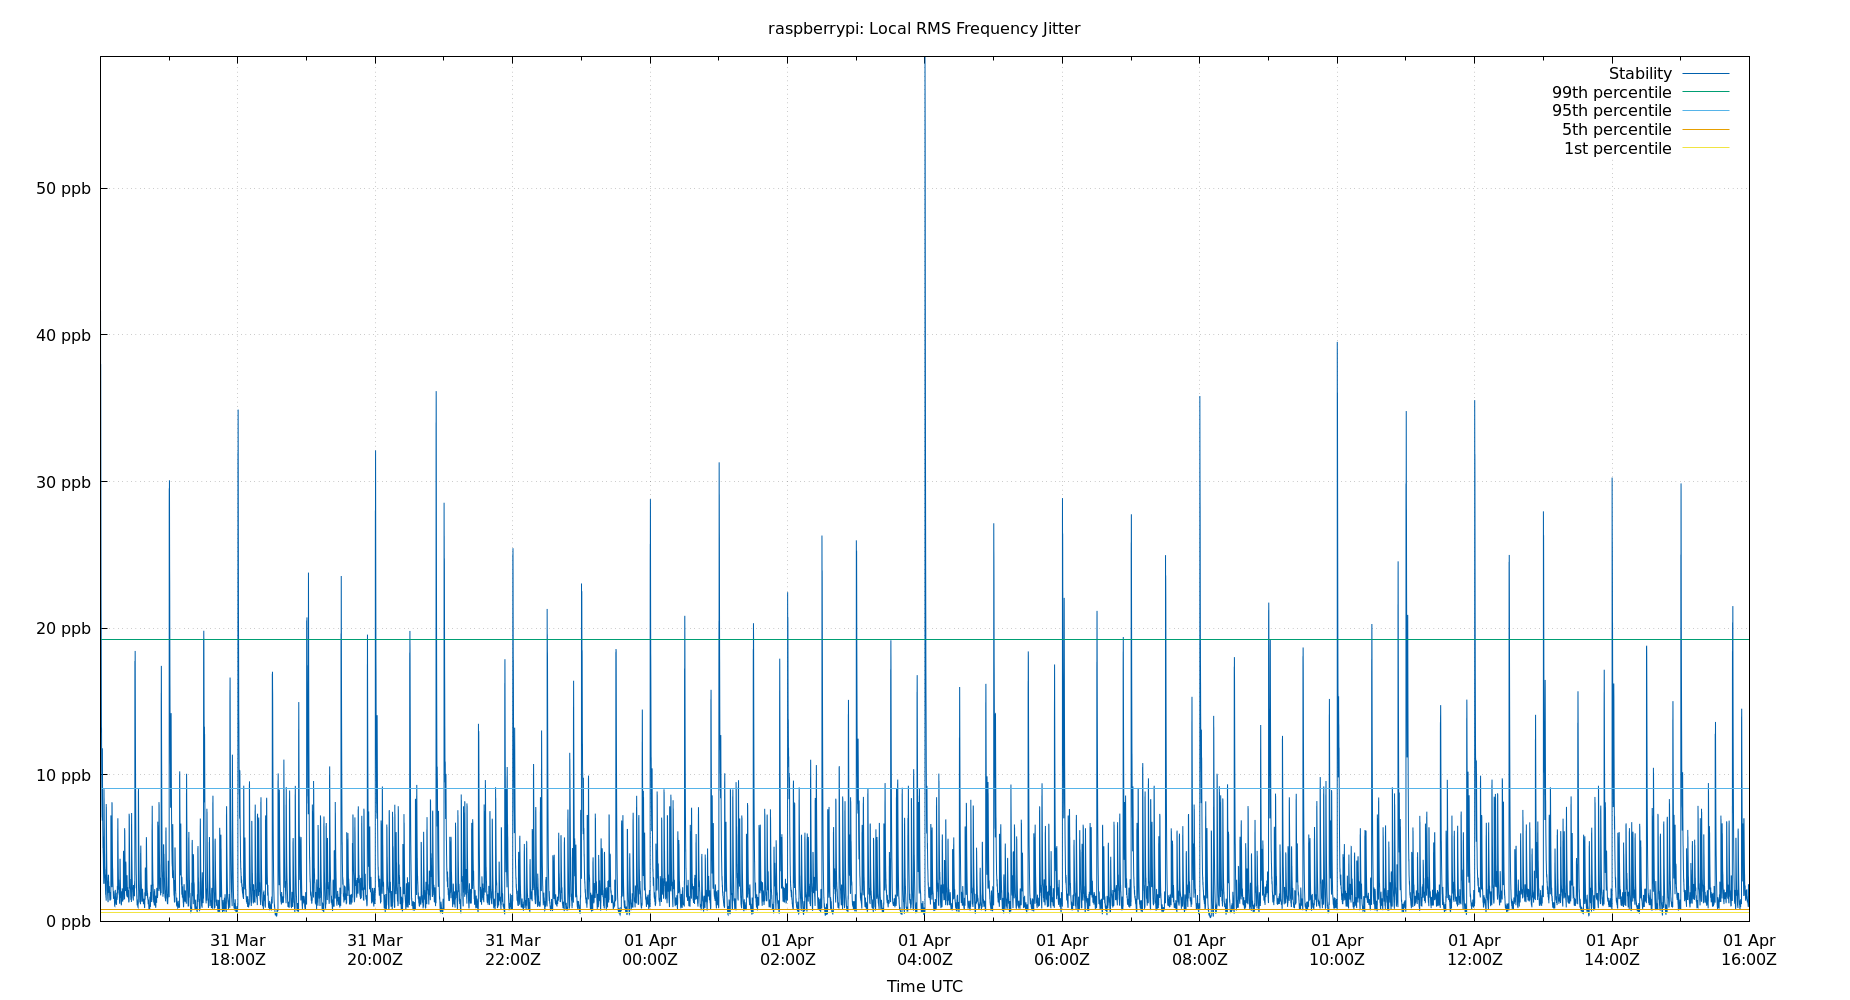 raspberrypi: Local RMS Frequency Jitter
Stability
99th percentile
95th percentile
5th percentile
1st percentile
50 ppb
40 ppb
30 ppb
20 ppb
10 ppb
0 ppb
31 Mar 31 Mar 31 Mar 01 Apr 01 Apr 01 Apr 01 Apr 01 Apr 01 Apr 01 Apr 01 Apr 01 Apr
18:00Z 20:00Z 22:00Z 00:00Z 02:00Z 04:00Z 06:00Z 08:00Z 10:00Z 12:00Z 14:00Z 16:00Z
Time UTC